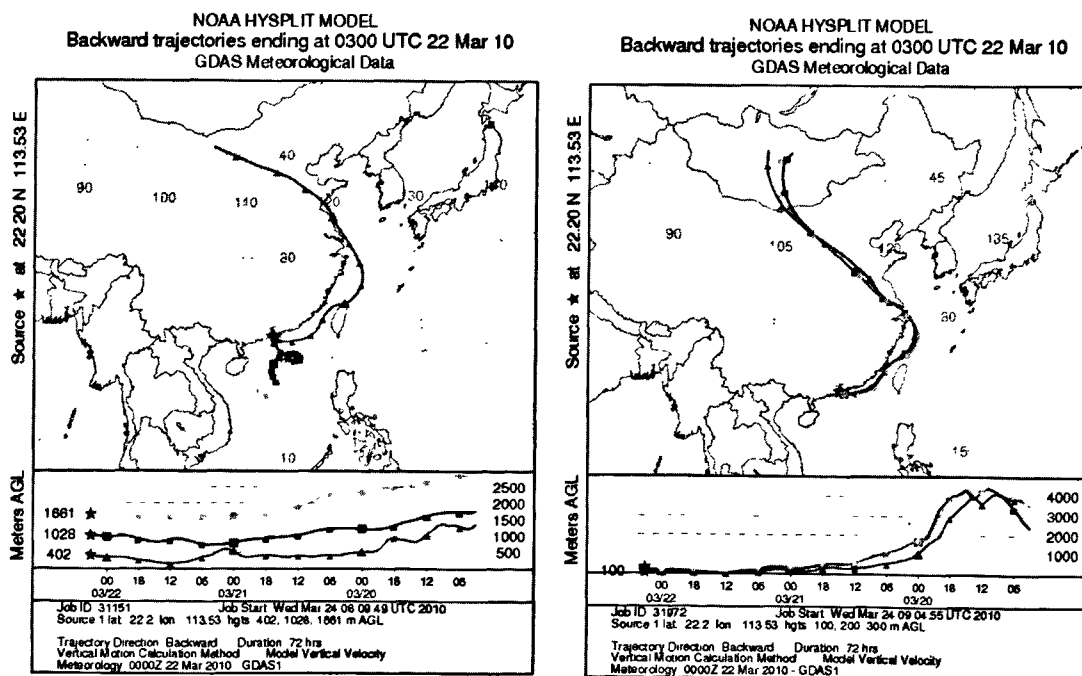 NOAA HYSPLIT MODEL
Backward trajectories ending at 0300 UTC 22 Mar 10
GDAS Meteorological Data
Source ★ at 22.20 N 113.53 E
40
90
100
110
120
30
30
10
Meters AGL
1661
1028
402
2500
2000
1500
1000
500
00 18 12 06 00 18 12 06 00 18 12 06
03/22 03/21 03/20
Job ID 31151 Job Start Wed Mar 24 08 09 49 UTC 2010
Source 1 lat 22.2 lon 113.53 hgts 402, 1028, 1661 m AGL
Trajectory Direction Backward Duration 72 hrs
Vertical Motion Calculation Method Model Vertical Velocity
Meteorology 0000Z 22 Mar 2010 GDAS1
NOAA HYSPLIT MODEL
Backward trajectories ending at 0300 UTC 22 Mar 10
GDAS Meteorological Data
Source ★ at 22.20 N 113.53 E
45
90
105
120
135
30
15
Meters AGL
100
4000
3000
2000
1000
00 18 12 06 00 18 12 06 00 18 12 06
03/22 03/21 03/20
Job ID 31972 Job Start Wed Mar 24 09 04 55 UTC 2010
Source 1 lat 22.2 lon 113.53 hgts 100, 200 300 m AGL
Trajectory Direction Backward Duration 72 hrs
Vertical Motion Calculation Method Model Vertical Velocity
Meteorology 0000Z 22 Mar 2010 - GDAS1